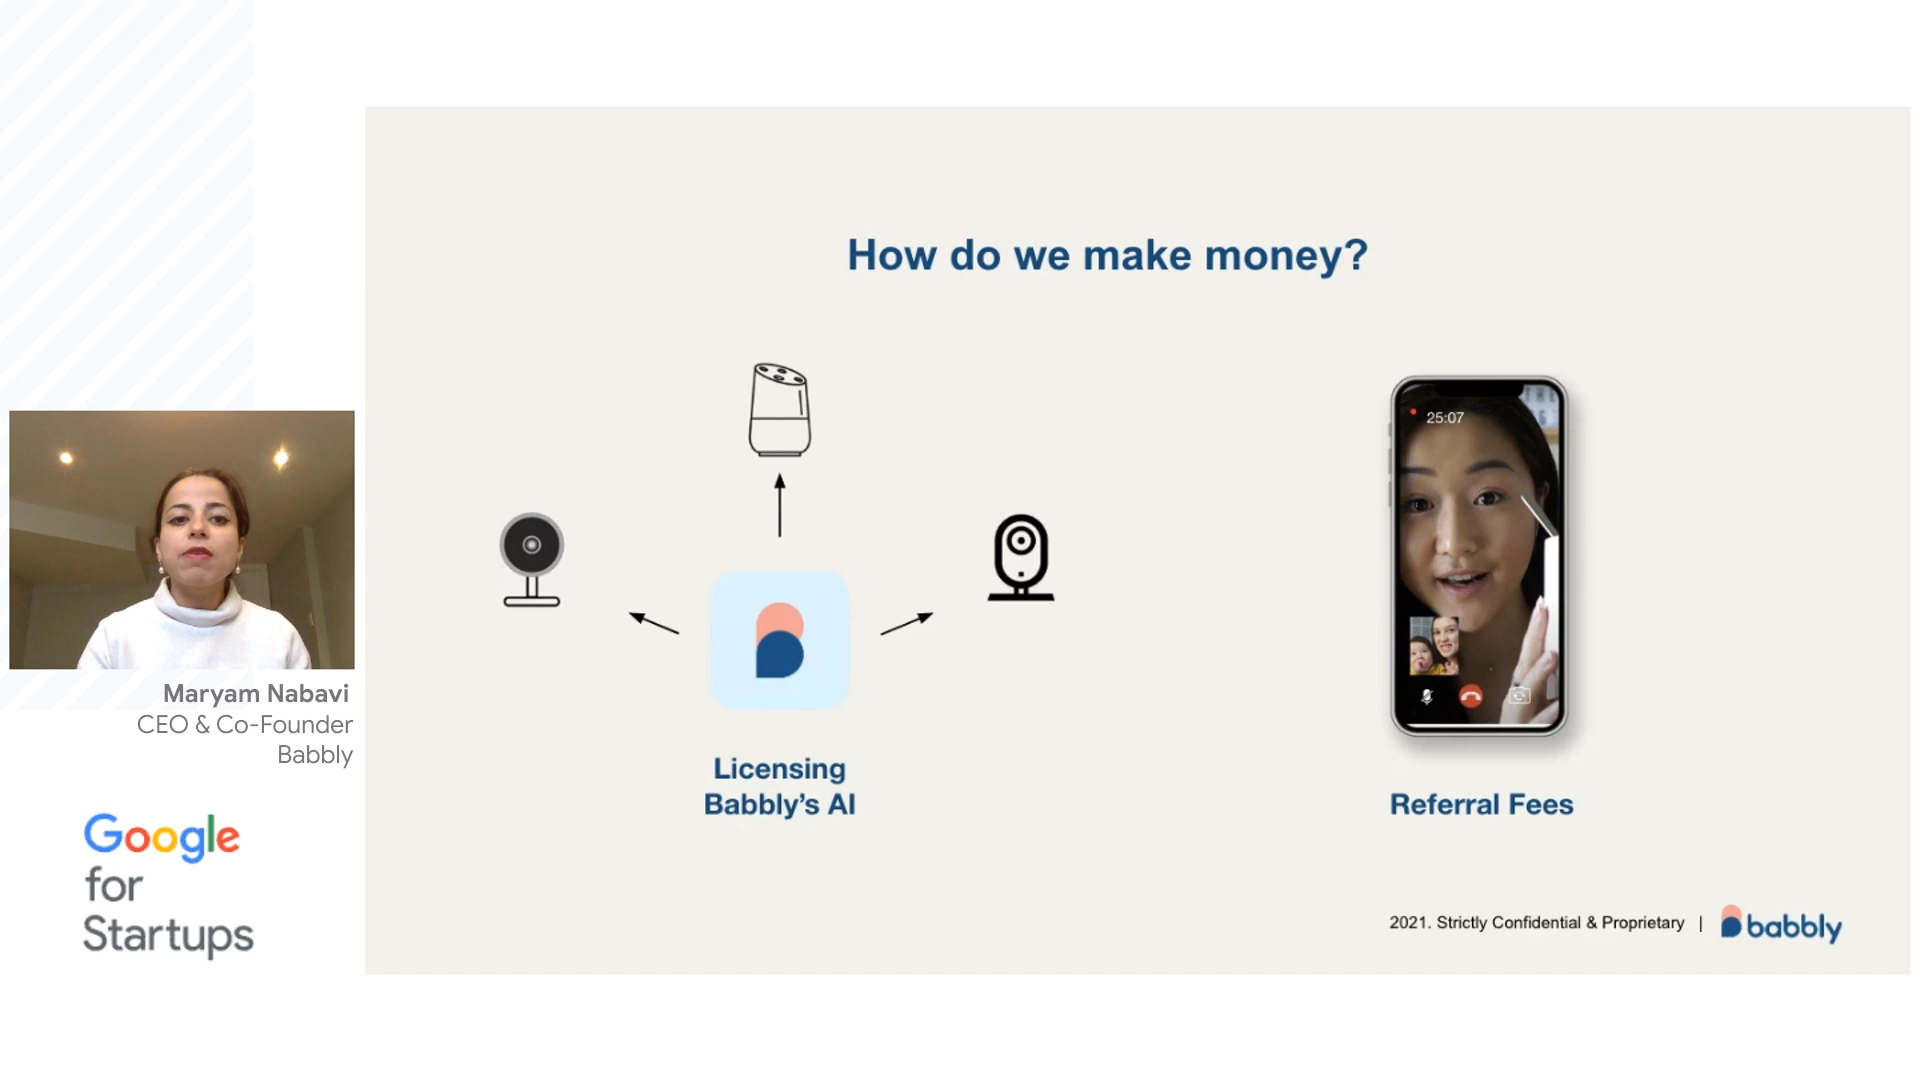 How do we make money?
25:07
Licensing
Babbly's AI
Referral Fees
2021. Strictly Confidential & Proprietary |
babbly
Maryam Nabavi
CEO & Co-Founder
Babbly
Google
for
Startups